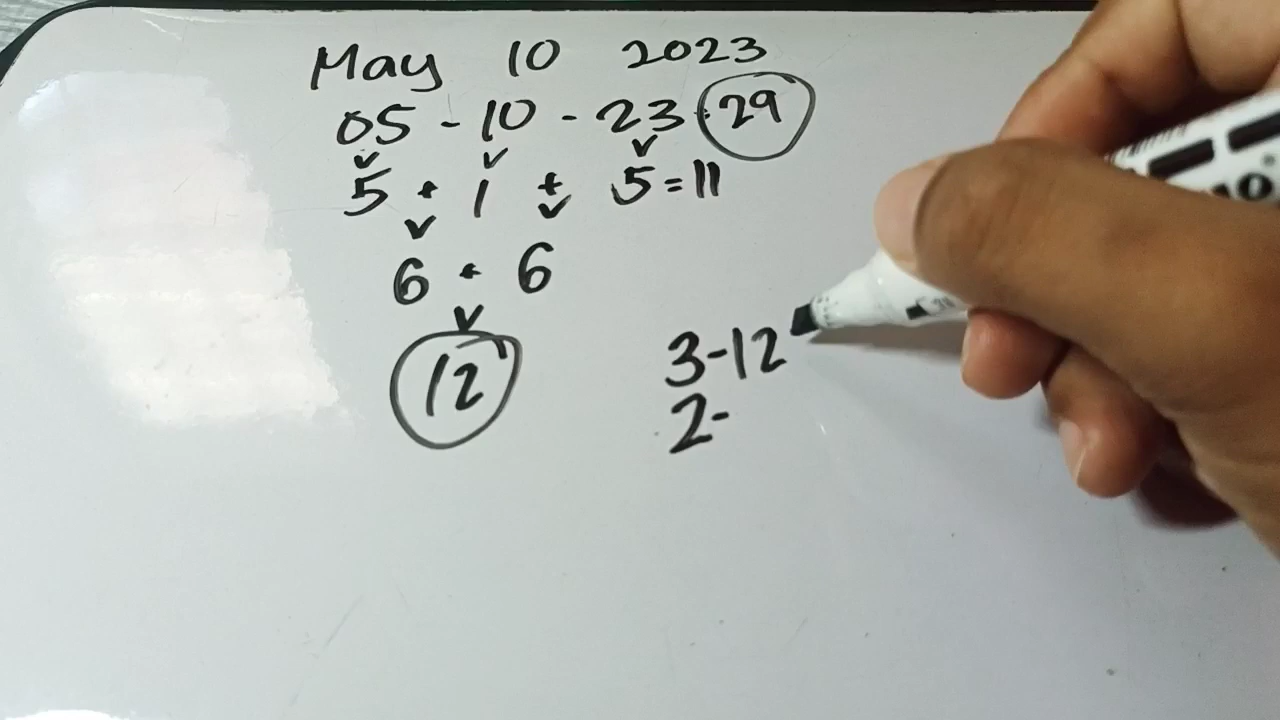 May 10 2023
05 - 10 - 23 29
5 + 1 + 5 = 11
6 + 6
12
3-12
2-